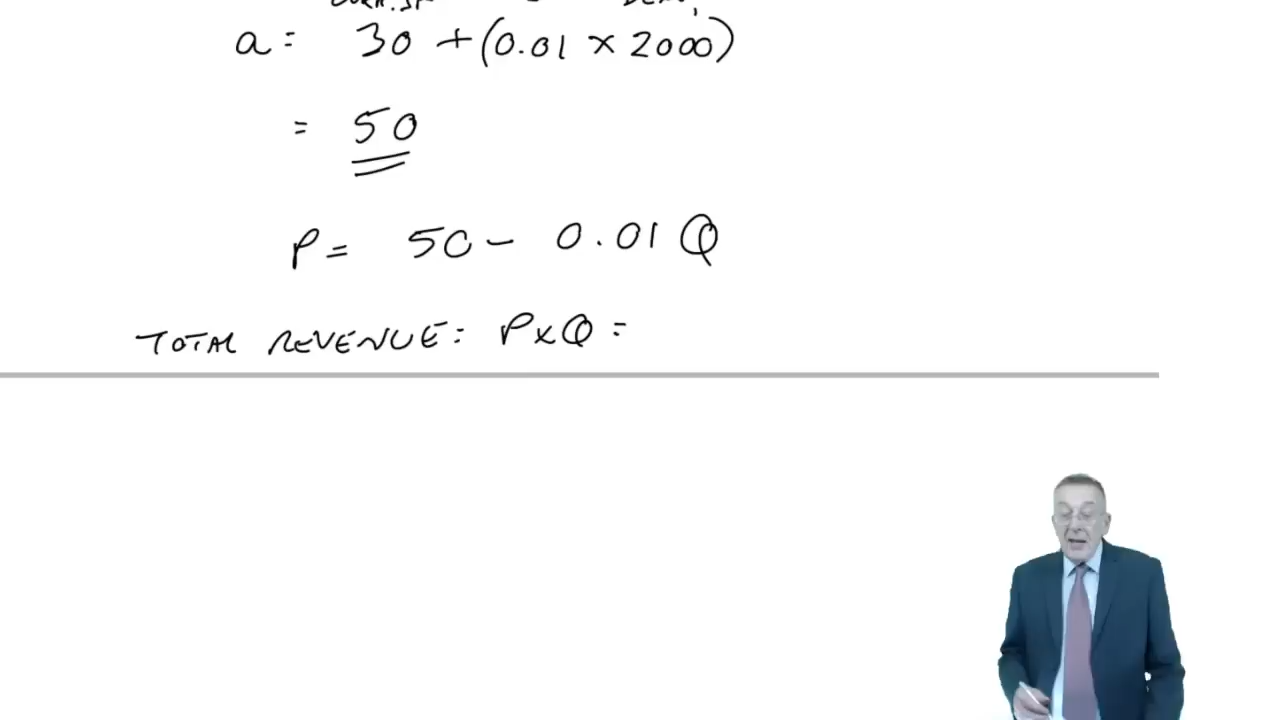 a = 30 + (0.01 × 2000)
= 50
P = 50 - 0.01 Q
TOTAL REVENUE: P×Q =